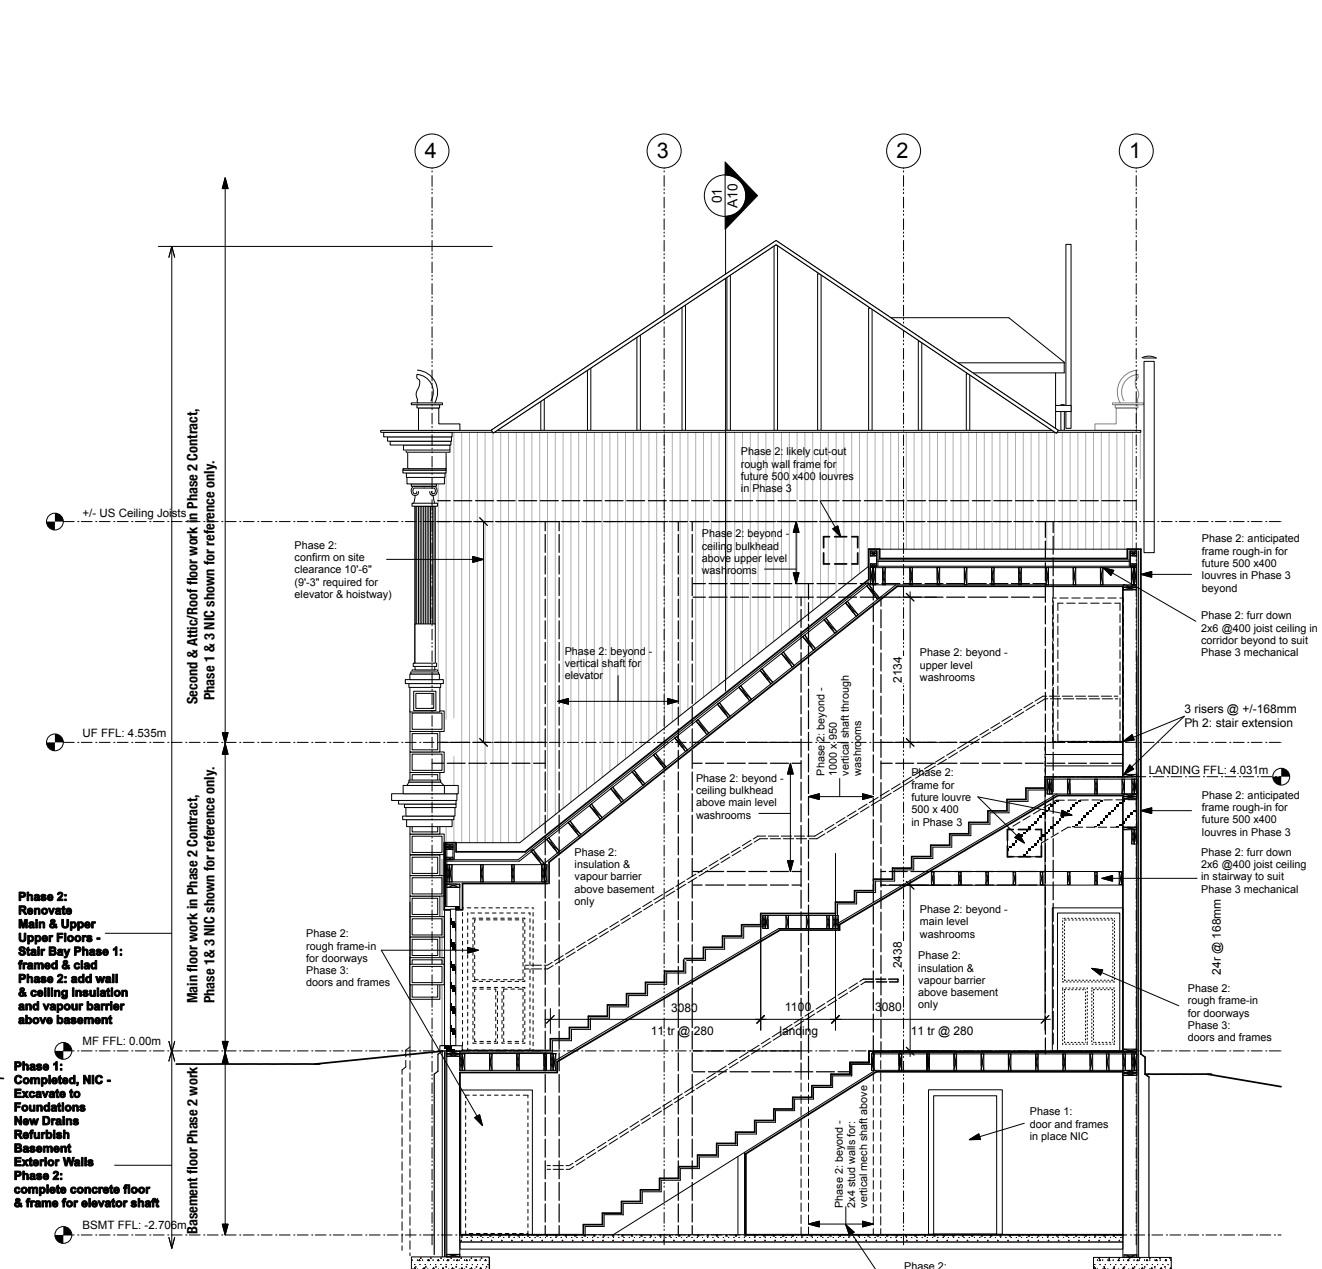 4
3
2
1
01
A10
Second & Attic/Roof floor work in Phase 2 Contract,
Phase 1 & 3 NIC shown for reference only.
+/- US Ceiling Joists
Phase 2:
confirm on site
clearance 10'-6"
(9'-3" required for
elevator & hoistway)
Phase 2: likely cut-out
rough wall frame for
future 500 x400 louvres
in Phase 3
Phase 2: beyond -
ceiling bulkhead
above upper level
washrooms
Phase 2: anticipated
frame rough-in for
future 500 x400
louvres in Phase 3
beyond
Phase 2: furr down
2x6 @400 joist ceiling in
corridor beyond to suit
Phase 3 mechanical
Phase 2: beyond -
vertical shaft for
elevator
2134
Phase 2: beyond -
upper level
washrooms
Phase 2: beyond -
1000 x 950
vertical shaft through
washrooms
3 risers @ +/-168mm
Ph 2: stair extension
UF FFL: 4.535m
LANDING FFL: 4.031m
Main floor work in Phase 2 Contract,
Phase 1& 3 NIC shown for reference only.
Phase 2: beyond -
ceiling bulkhead
above main level
washrooms
Phase 2:
frame for
future louvre
500 x 400
in Phase 3
Phase 2: anticipated
frame rough-in for
future 500 x400
louvres in Phase 3
Phase 2: furr down
2x6 @400 joist ceiling
in stairway to suit
Phase 3 mechanical
Phase 2:
insulation &
vapour barrier
above basement
only
Phase 2:
Renovate
Main & Upper
Upper Floors -
Stair Bay Phase 1:
framed & clad
Phase 2: add wall
& ceiling insulation
and vapour barrier
above basement
Phase 2:
rough frame-in
for doorways
Phase 3:
doors and frames
2438
Phase 2: beyond -
main level
washrooms
Phase 2:
insulation &
vapour barrier
above basement
only
24r @ 168mm
Phase 2:
rough frame-in
for doorways
Phase 3:
doors and frames
3080
1100
3080
11 tr @ 280
landing
11 tr @ 280
MF FFL: 0.00m
Phase 1:
Completed, NIC -
Excavate to
Foundations
New Drains
Refurbish
Basement
Exterior Walls
Phase 2:
complete concrete floor
& frame for elevator shaft
Basement floor Phase 2 work
Phase 2: beyond -
2x4 stud walls for:
vertical mech shaft above
Phase 1:
door and frames
in place NIC
BSMT FFL: -2.706m
Phase 2: